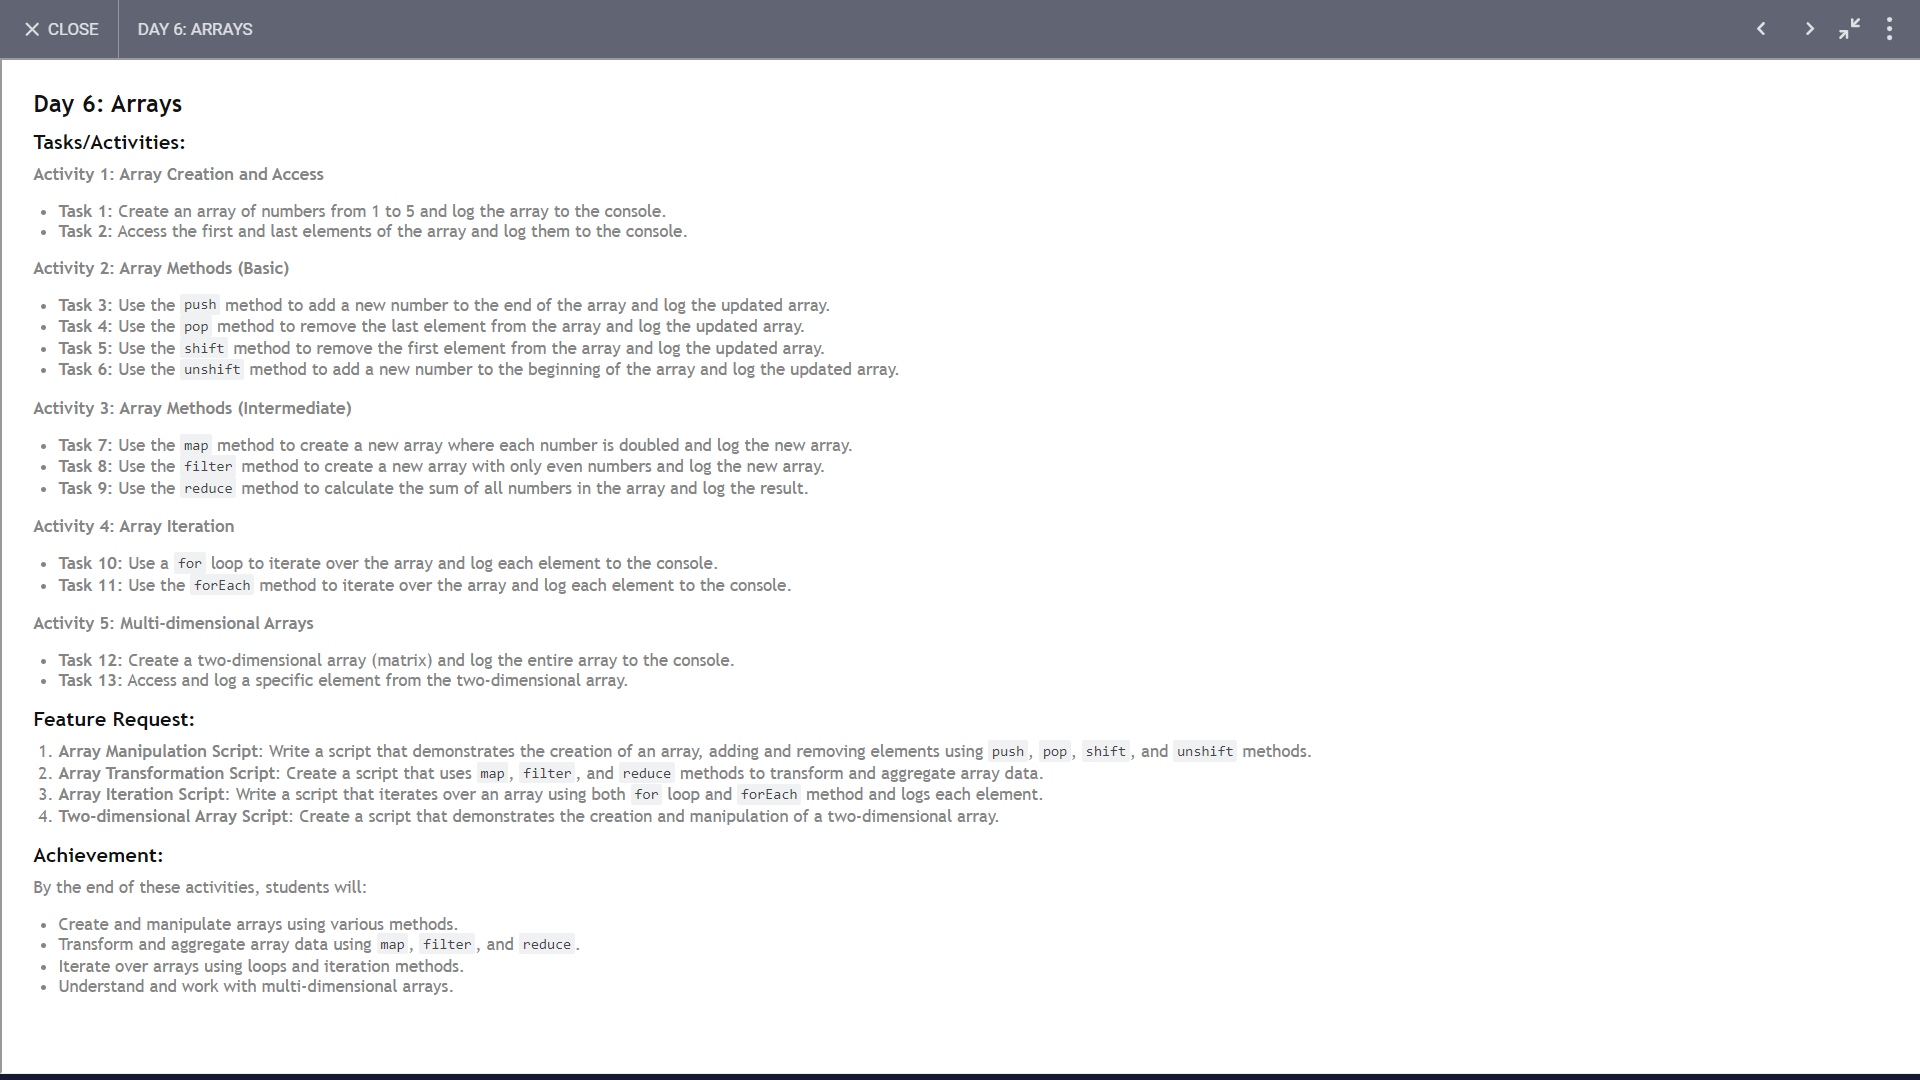 CLOSE
DAY 6: ARRAYS
Day 6: Arrays
Tasks/Activities:
Activity 1: Array Creation and Access
Task 1: Create an array of numbers from 1 to 5 and log the array to the console.
Task 2: Access the first and last elements of the array and log them to the console.
Activity 2: Array Methods (Basic)
Task 3: Use the push method to add a new number to the end of the array and log the updated array.
Task 4: Use the pop method to remove the last element from the array and log the updated array.
Task 5: Use the shift method to remove the first element from the array and log the updated array.
Task 6: Use the unshift method to add a new number to the beginning of the array and log the updated array.
Activity 3: Array Methods (Intermediate)
Task 7: Use the map method to create a new array where each number is doubled and log the new array.
Task 8: Use the filter method to create a new array with only even numbers and log the new array.
Task 9: Use the reduce method to calculate the sum of all numbers in the array and log the result.
Activity 4: Array Iteration
Task 10: Use a for loop to iterate over the array and log each element to the console.
Task 11: Use the forEach method to iterate over the array and log each element to the console.
Activity 5: Multi-dimensional Arrays
Task 12: Create a two-dimensional array (matrix) and log the entire array to the console.
Task 13: Access and log a specific element from the two-dimensional array.
Feature Request:
1. Array Manipulation Script: Write a script that demonstrates the creation of an array, adding and removing elements using push, pop, shift, and unshift methods.
2. Array Transformation Script: Create a script that uses map, filter, and reduce methods to transform and aggregate array data.
3. Array Iteration Script: Write a script that iterates over an array using both for loop and forEach method and logs each element.
4. Two-dimensional Array Script: Create a script that demonstrates the creation and manipulation of a two-dimensional array.
Achievement:
By the end of these activities, students will:
Create and manipulate arrays using various methods.
Transform and aggregate array data using map, filter, and reduce.
Iterate over arrays using loops and iteration methods.
Understand and work with multi-dimensional arrays.